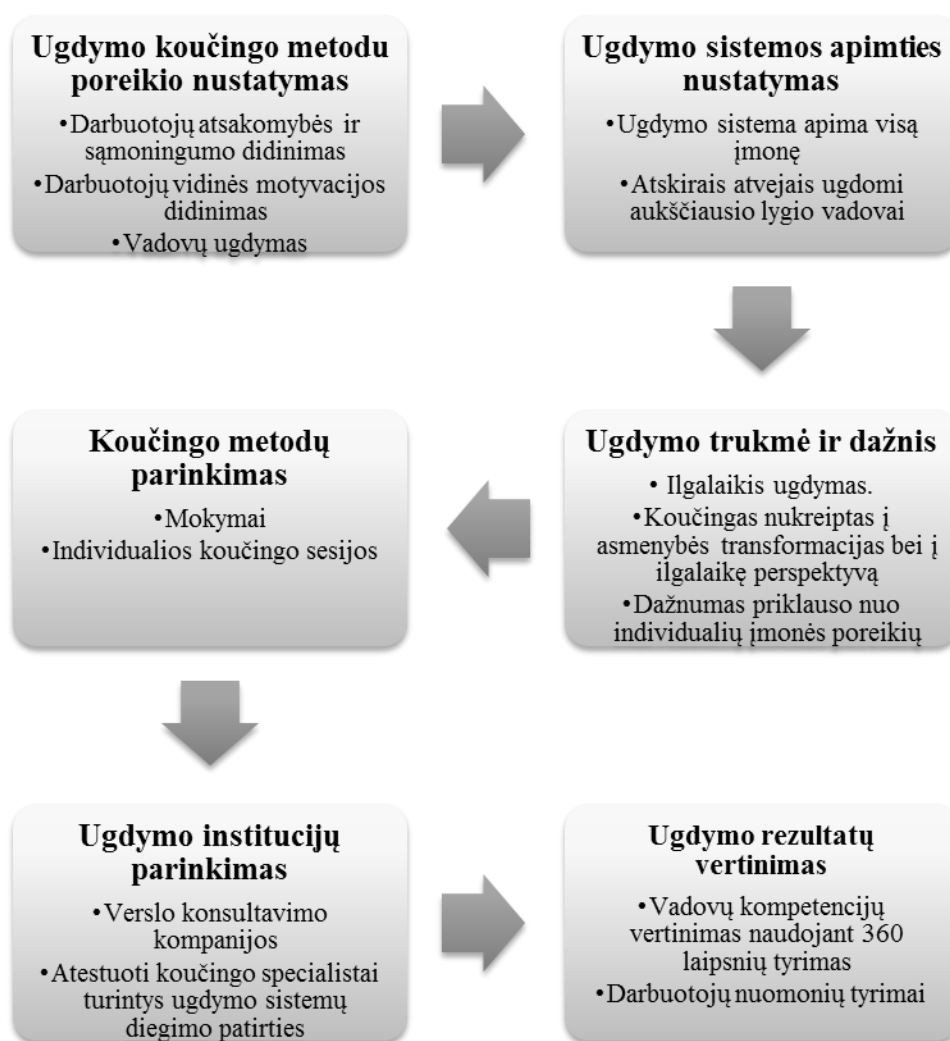 Ugdymo koučingo metodu
poreikio nustatymas
•Darbuotojų atsakomybės ir
sąmoningumo didinimas
•Darbuotojų vidinės motyvacijos
didinimas
•Vadovų ugdymas
Ugdymo sistemos apimties
nustatymas
•Ugdymo sistema apima visą
įmonę
•Atskirais atvejais ugdomi
aukščiausio lygio vadovai
Ugdymo trukmė ir dažnis
• Ilgalaikis ugdymas.
•Koučingas nukreiptas į
asmenybės transformacijas bei į
ilgalaikę perspektyvą
•Dažnumas priklauso nuo
individualių įmonės poreikių
Koučingo metodų
parinkimas
•Mokymai
•Individualios koučingo sesijos
Ugdymo institucijų
parinkimas
•Verslo konsultavimo
kompanijos
•Atestuoti koučingo specialistai
turintys ugdymo sistemų
diegimo patirties
Ugdymo rezultatų
vertinimas
•Vadovų kompetencijų
vertinimas naudojant 360
laipsnių tyrimas
•Darbuotojų nuomonių tyrimai